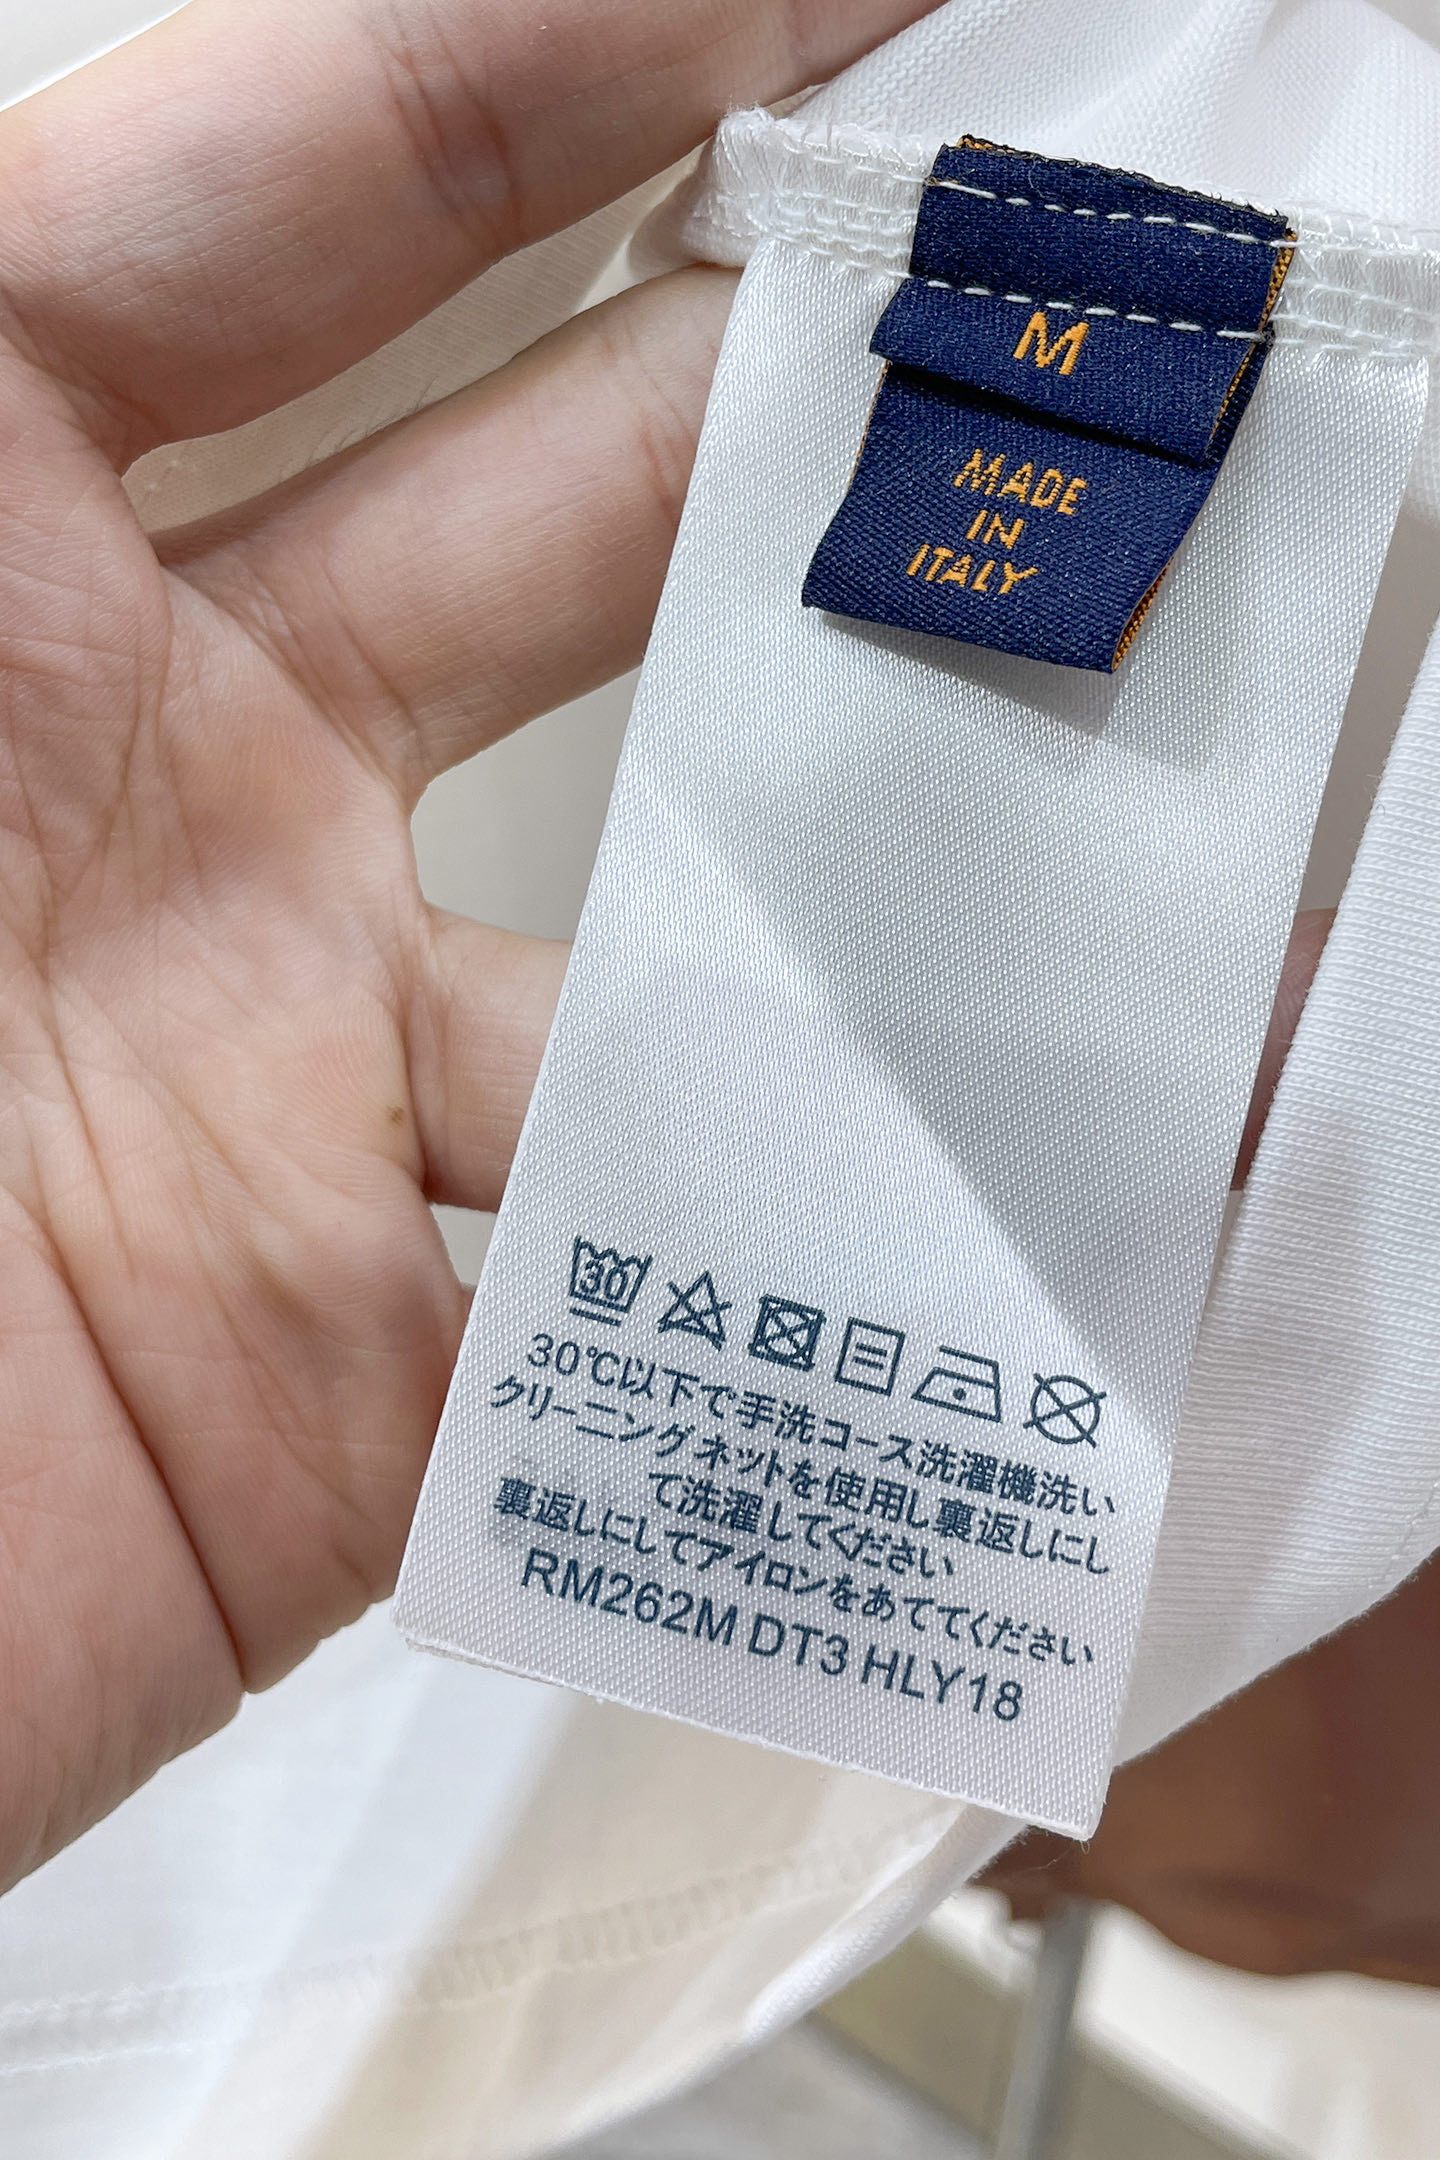 M
MADE
IN
ITALY
30
30℃以下で手洗コース洗濯機洗い
クリーニングネットを使用し裏返しにし
て洗濯してください
裏返しにしてアイロンをあててください
RM262M DT3 HLY18